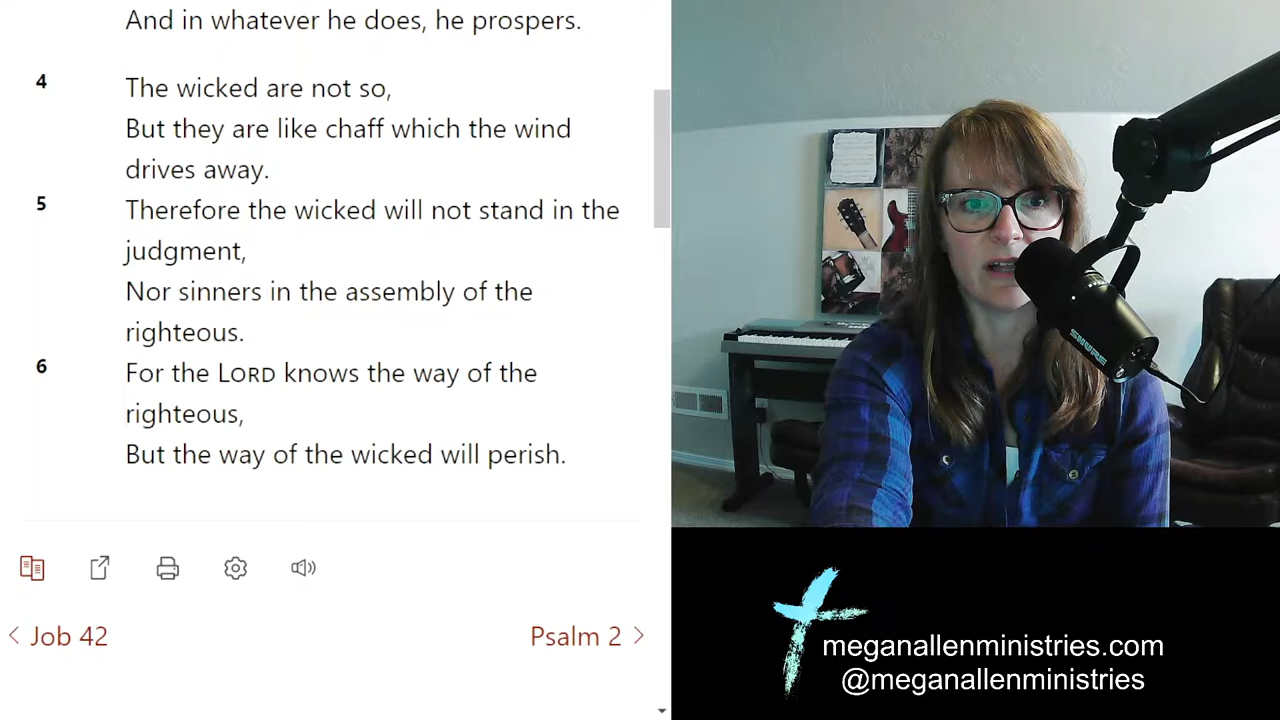 And in whatever he does, he prospers.
4 The wicked are not so,
But they are like chaff which the wind
drives away.
5 Therefore the wicked will not stand in the
judgment,
Nor sinners in the assembly of the
righteous.
6 For the LORD knows the way of the
righteous,
But the way of the wicked will perish.
Job 42
Psalm 2
SHURE
meganallenministries.com
@meganallenministries